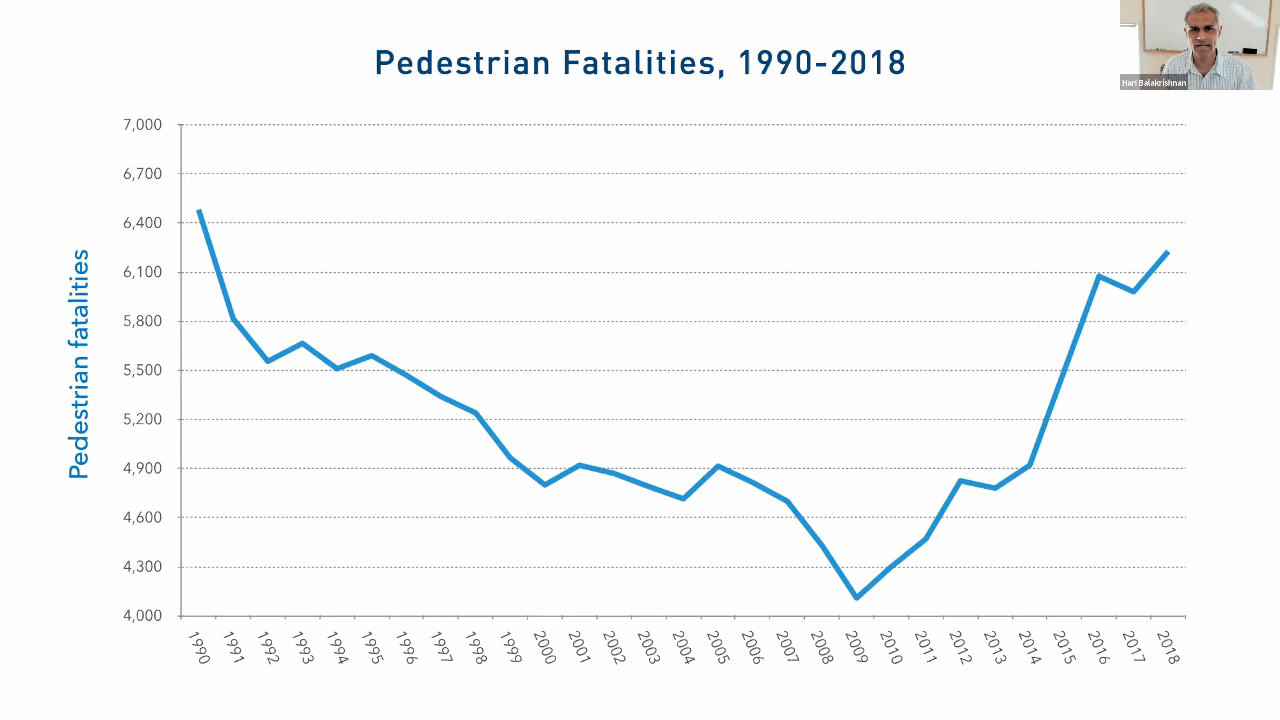 Pedestrian Fatalities, 1990-2018
Hari Balakrishnan
Pedestrian fatalities
7,000
6,700
6,400
6,100
5,800
5,500
5,200
4,900
4,600
4,300
4,000
1990 1991 1992 1993 1994 1995 1996 1997 1998 1999 2000 2001 2002 2003 2004 2005 2006 2007 2008 2009 2010 2011 2012 2013 2014 2015 2016 2017 2018